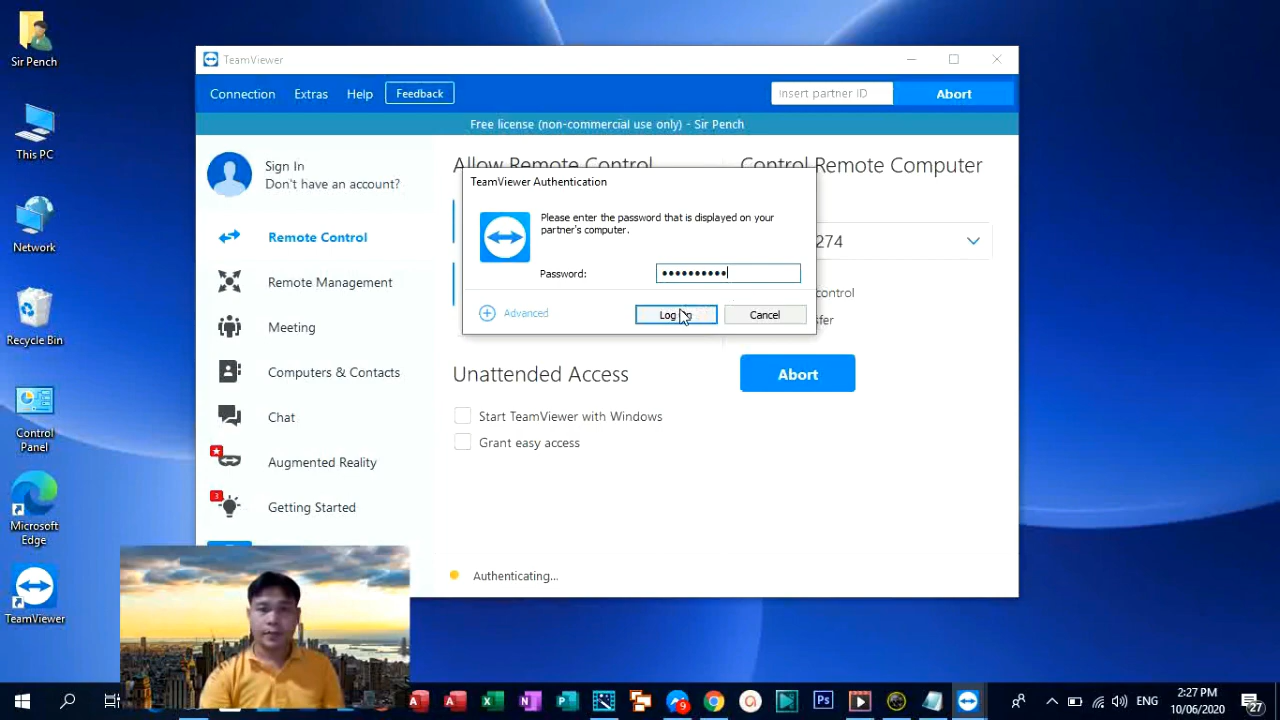 Sir Pench
This PC
Network
Recycle Bin
Control
Panel
Microsoft
Edge
TeamViewer
TeamViewer
Connection Extras Help Feedback
Insert partner ID
Abort
Free license (non-commercial use only) - Sir Pench
Sign In
Don't have an account?
Remote Control
Remote Management
Meeting
Computers & Contacts
Chat
Augmented Reality
3
Getting Started
Allow Remote Control
Control Remote Computer
TeamViewer Authentication
Please enter the password that is displayed on your
partner's computer.
Password:
Advanced
Cancel
274
Abort
Unattended Access
Start TeamViewer with Windows
Grant easy access
Authenticating...
Ps
9
ENG
2:27 PM
10/06/2020
27